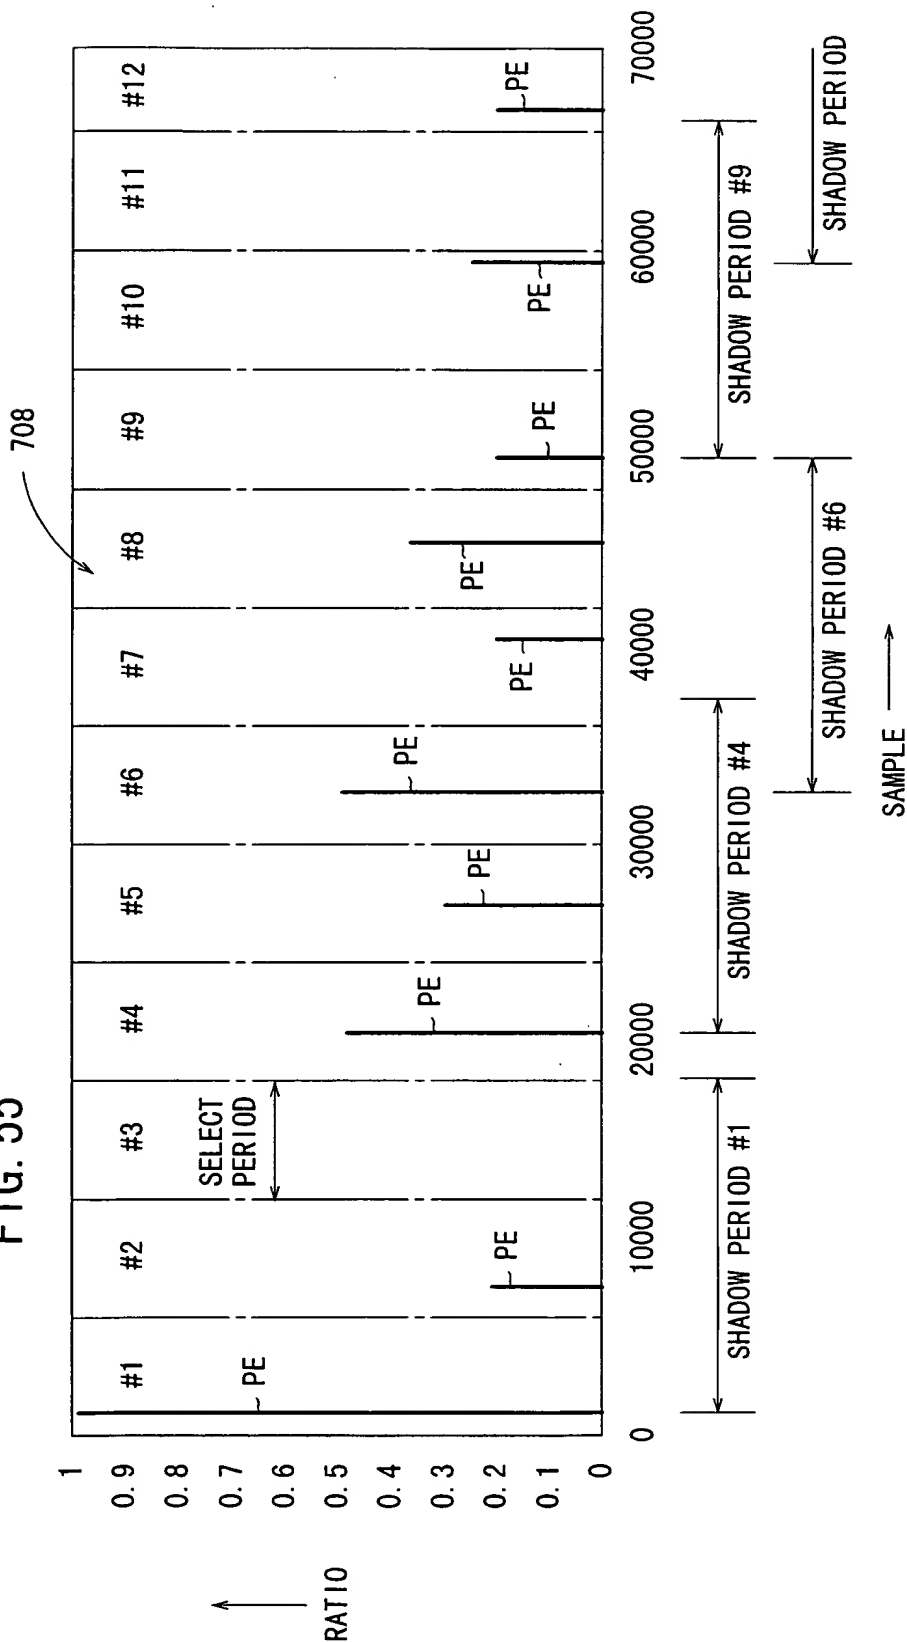 FIG. 55
708
RATIO
1
0.9
0.8
0.7
0.6
0.5
0.4
0.3
0.2
0.1
0
#1
#2
#3
#4
#5
#6
#7
#8
#9
#10
#11
#12
SELECT
PERIOD
PE
PE
PE
PE
PE
PE
PE
PE
PE
PE
0
10000
20000
30000
40000
50000
60000
70000
SHADOW PERIOD #1
SHADOW PERIOD #4
SHADOW PERIOD #9
SHADOW PERIOD #6
SHADOW PERIOD
SAMPLE